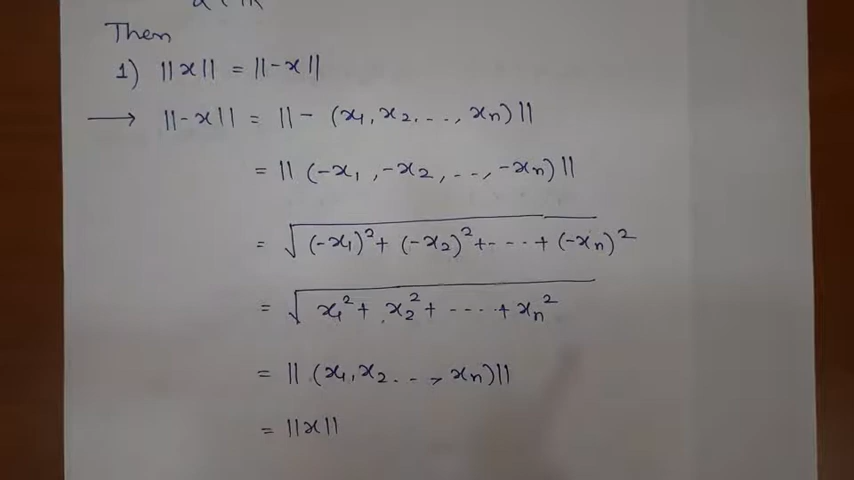 Then
1) ||x|| = ||-x||
→ ||-x|| = || - (x₁, x₂, ..., xₙ) ||
= || (-x₁, -x₂, ..., -xₙ) ||
= √((-x₁)² + (-x₂)² + ---- + (-xₙ)²)
= √(x₁² + x₂² + ---- + xₙ²)
= || (x₁, x₂ ..., xₙ) ||
= ||x||